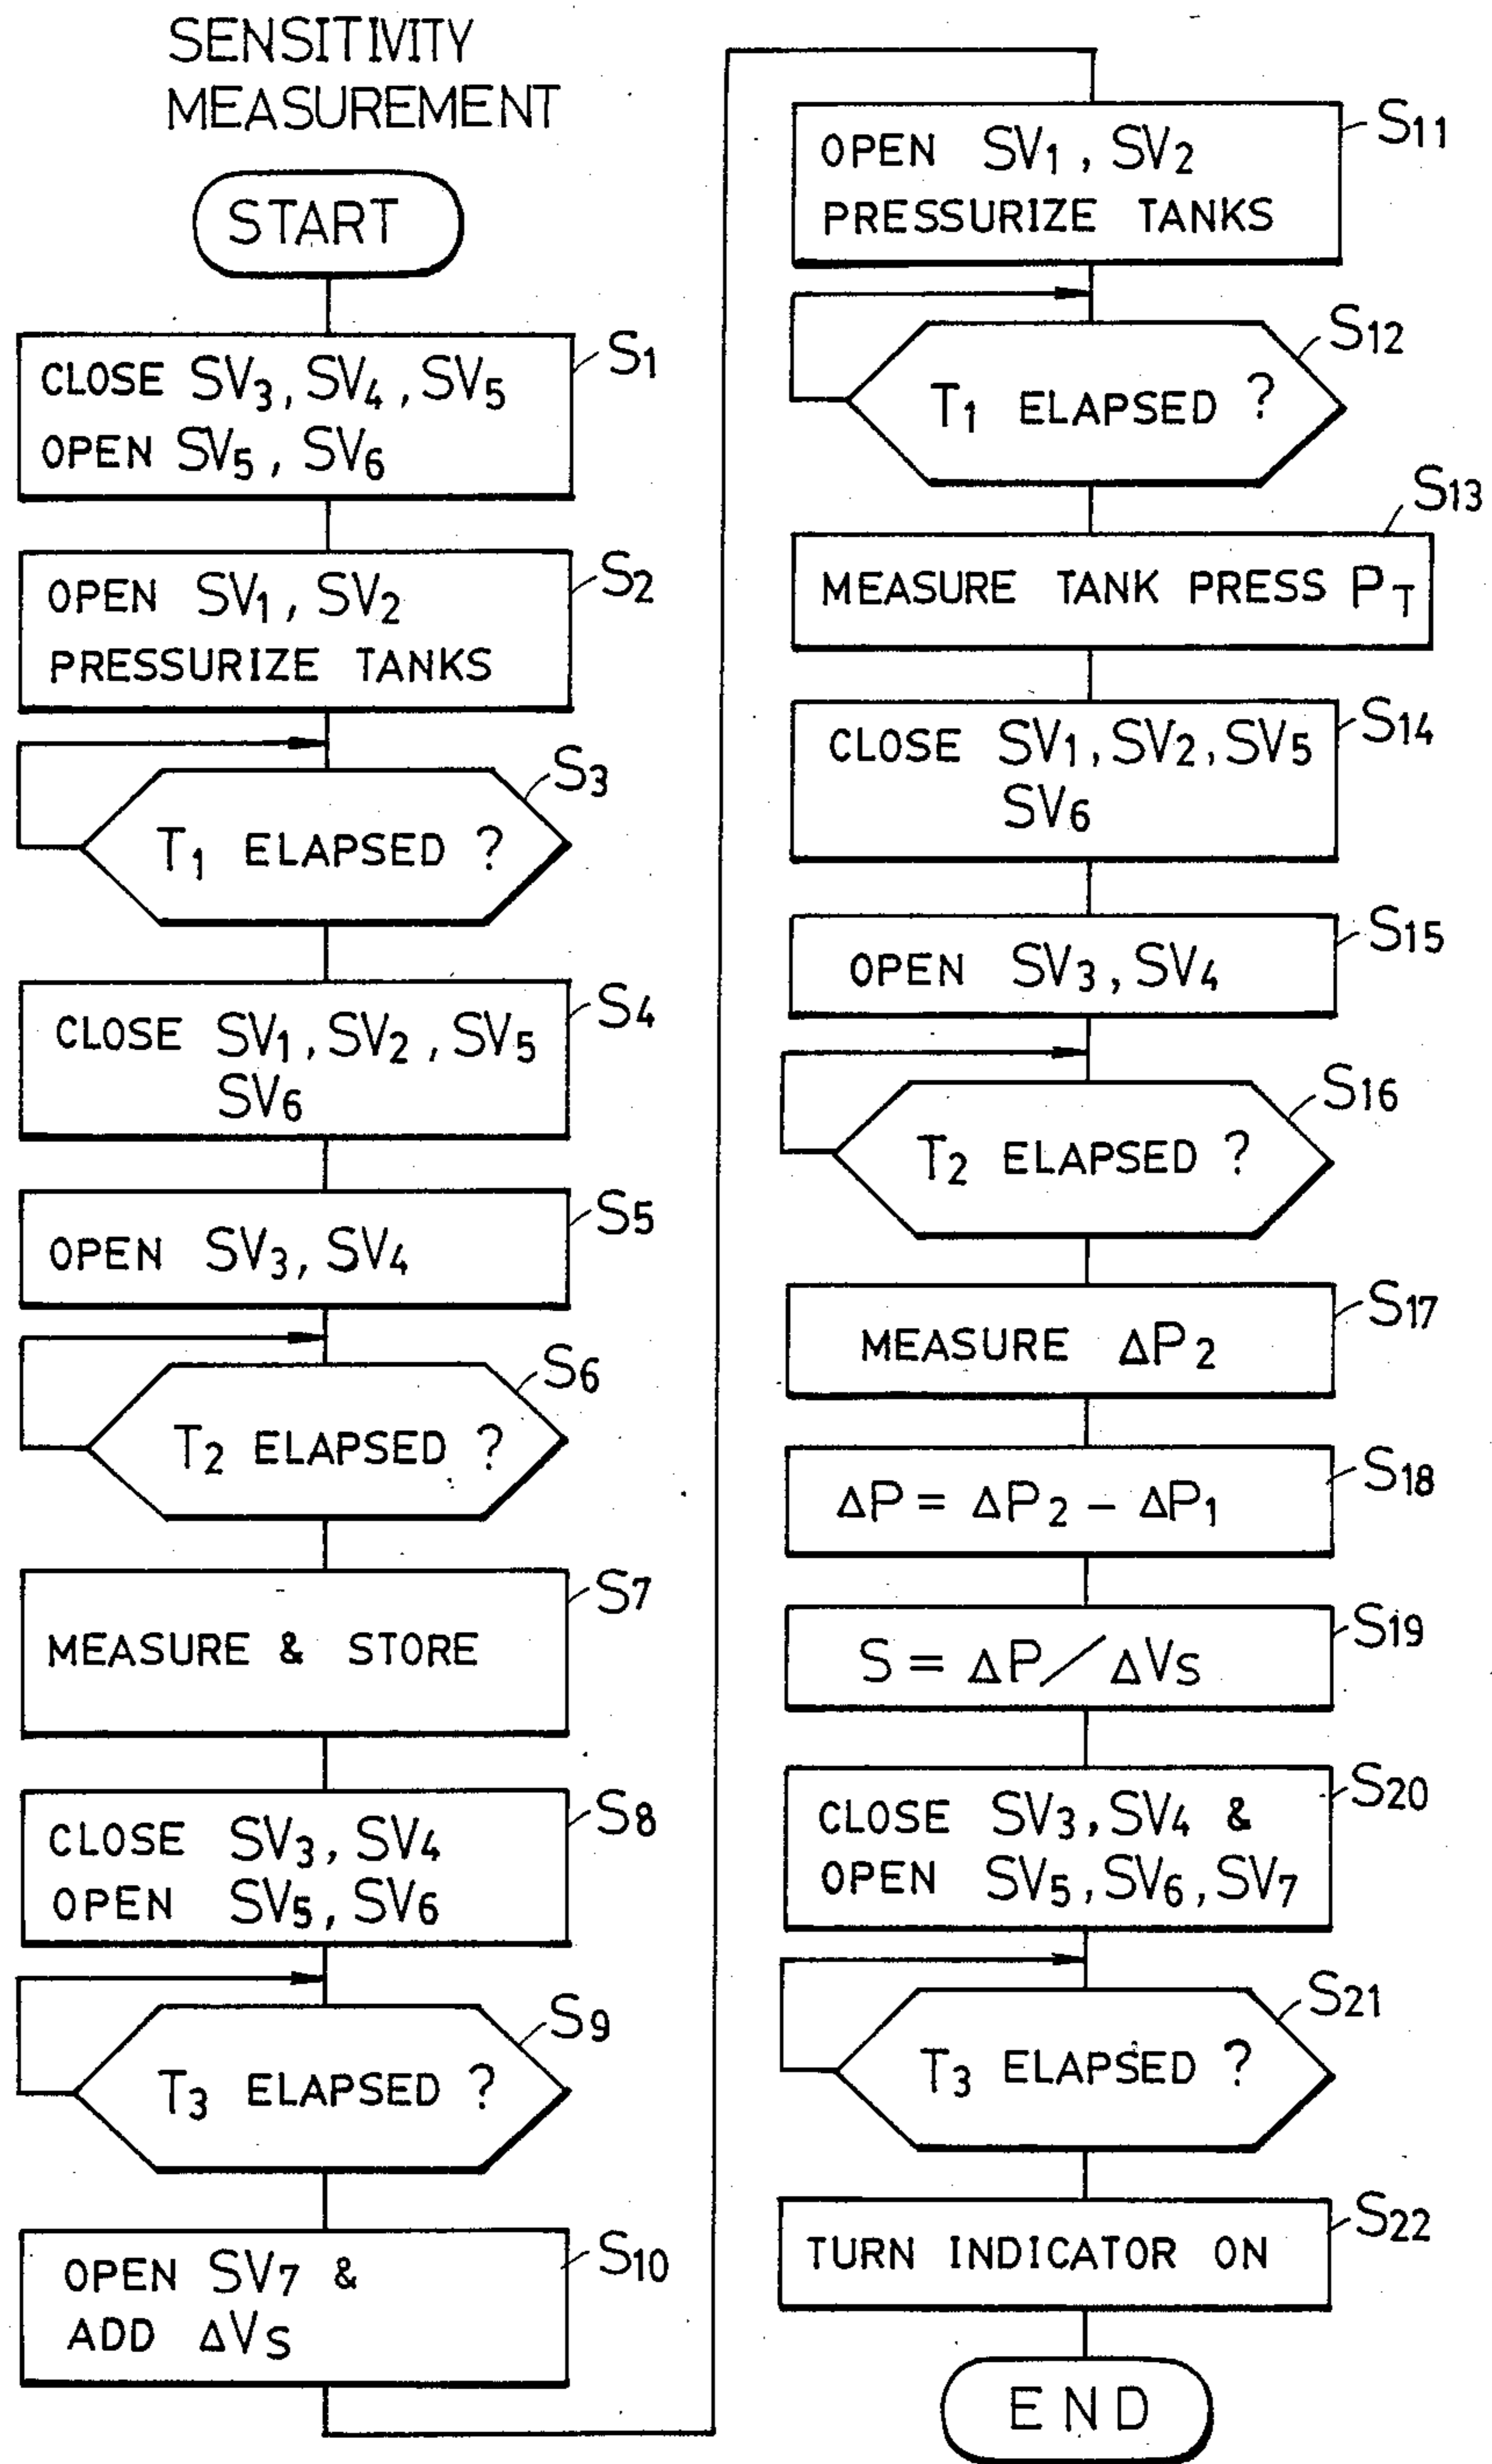 SENSITIVITY
MEASUREMENT
START
S1
CLOSE SV3, SV4, SV5
OPEN SV5, SV6
S2
OPEN SV1, SV2
PRESSURIZE TANKS
S3
T1 ELAPSED ?
S4
CLOSE SV1, SV2, SV5
SV6
S5
OPEN SV3, SV4
S6
T2 ELAPSED ?
S7
MEASURE & STORE
S8
CLOSE SV3, SV4
OPEN SV5, SV6
S9
T3 ELAPSED ?
S10
OPEN SV7 &
ADD ΔVS
S11
OPEN SV1, SV2
PRESSURIZE TANKS
S12
T1 ELAPSED ?
S13
MEASURE TANK PRESS PT
S14
CLOSE SV1, SV2, SV5
SV6
S15
OPEN SV3, SV4
S16
T2 ELAPSED ?
S17
MEASURE ΔP2
S18
ΔP = ΔP2 - ΔP1
S19
S = ΔP / ΔVS
S20
CLOSE SV3, SV4 &
OPEN SV5, SV6, SV7
S21
T3 ELAPSED ?
S22
TURN INDICATOR ON
END